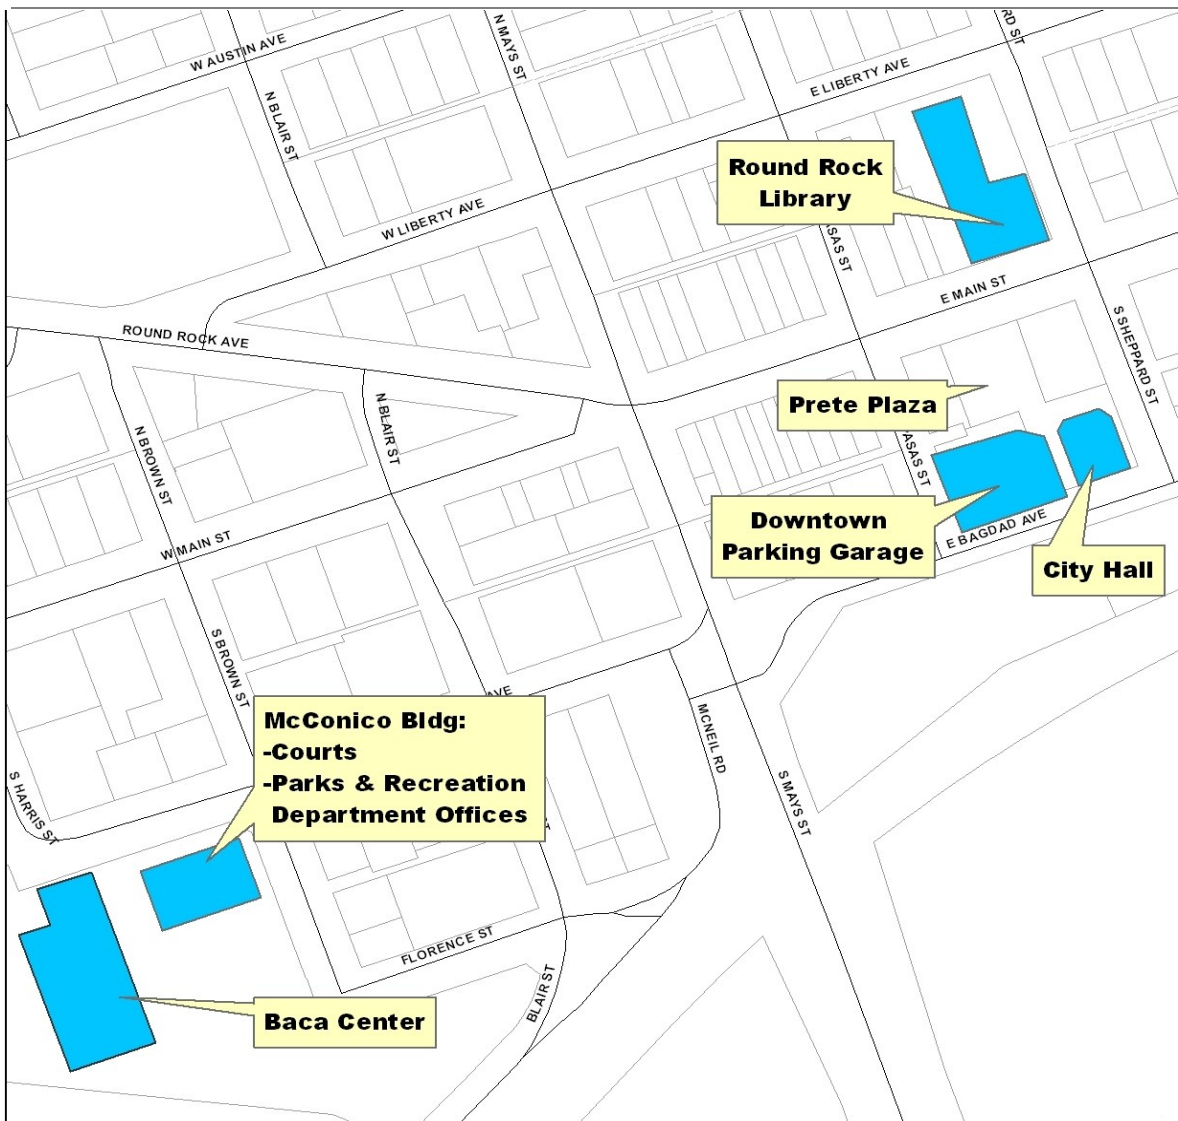 W AUSTIN AVE
N MAYS ST
RD ST
E LIBERTY AVE
N BLAIR ST
Round Rock
Library
W LIBERTY AVE
ASAS ST
E MAIN ST
S SHEPPARD ST
ROUND ROCK AVE
N BLAIR ST
Prete Plaza
N BROWN ST
ASAS ST
Downtown
Parking Garage
E BAGDAD AVE
City Hall
W MAIN ST
S BROWN ST
AVE
McConico Bldg:
-Courts
-Parks & Recreation
Department Offices
MCNEIL RD
S HARRIS ST
S MAYS ST
ST
FLORENCE ST
BLAIR ST
Baca Center